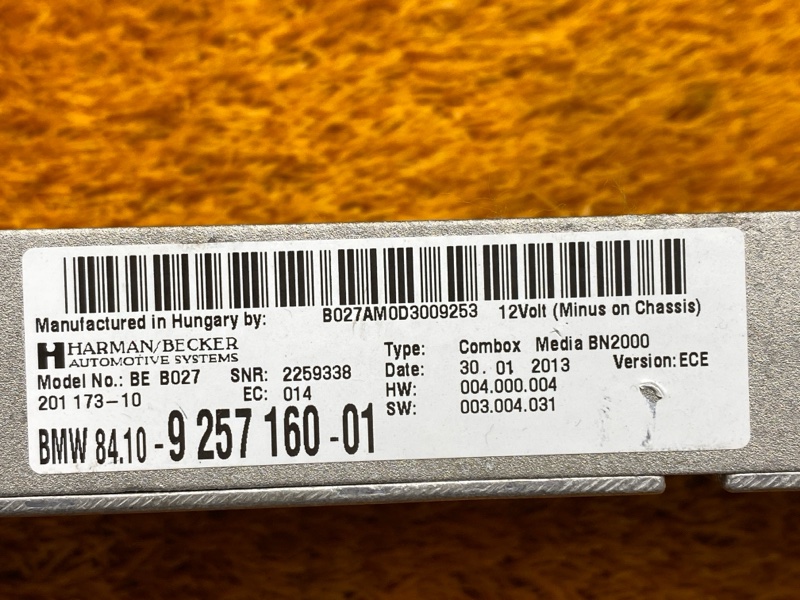 B027AM0D3009253 12Volt (Minus on Chassis)
Manufactured in Hungary by:
HARMAN/BECKER
AUTOMOTIVE SYSTEMS
Model No.: BE B027 SNR: 2259338
201 173-10 EC: 014
BMW 84.10 - 9 257 160 - 01
Type: Combox Media BN2000
Date: 30. 01 2013 Version: ECE
HW: 004.000.004
SW: 003.004.031